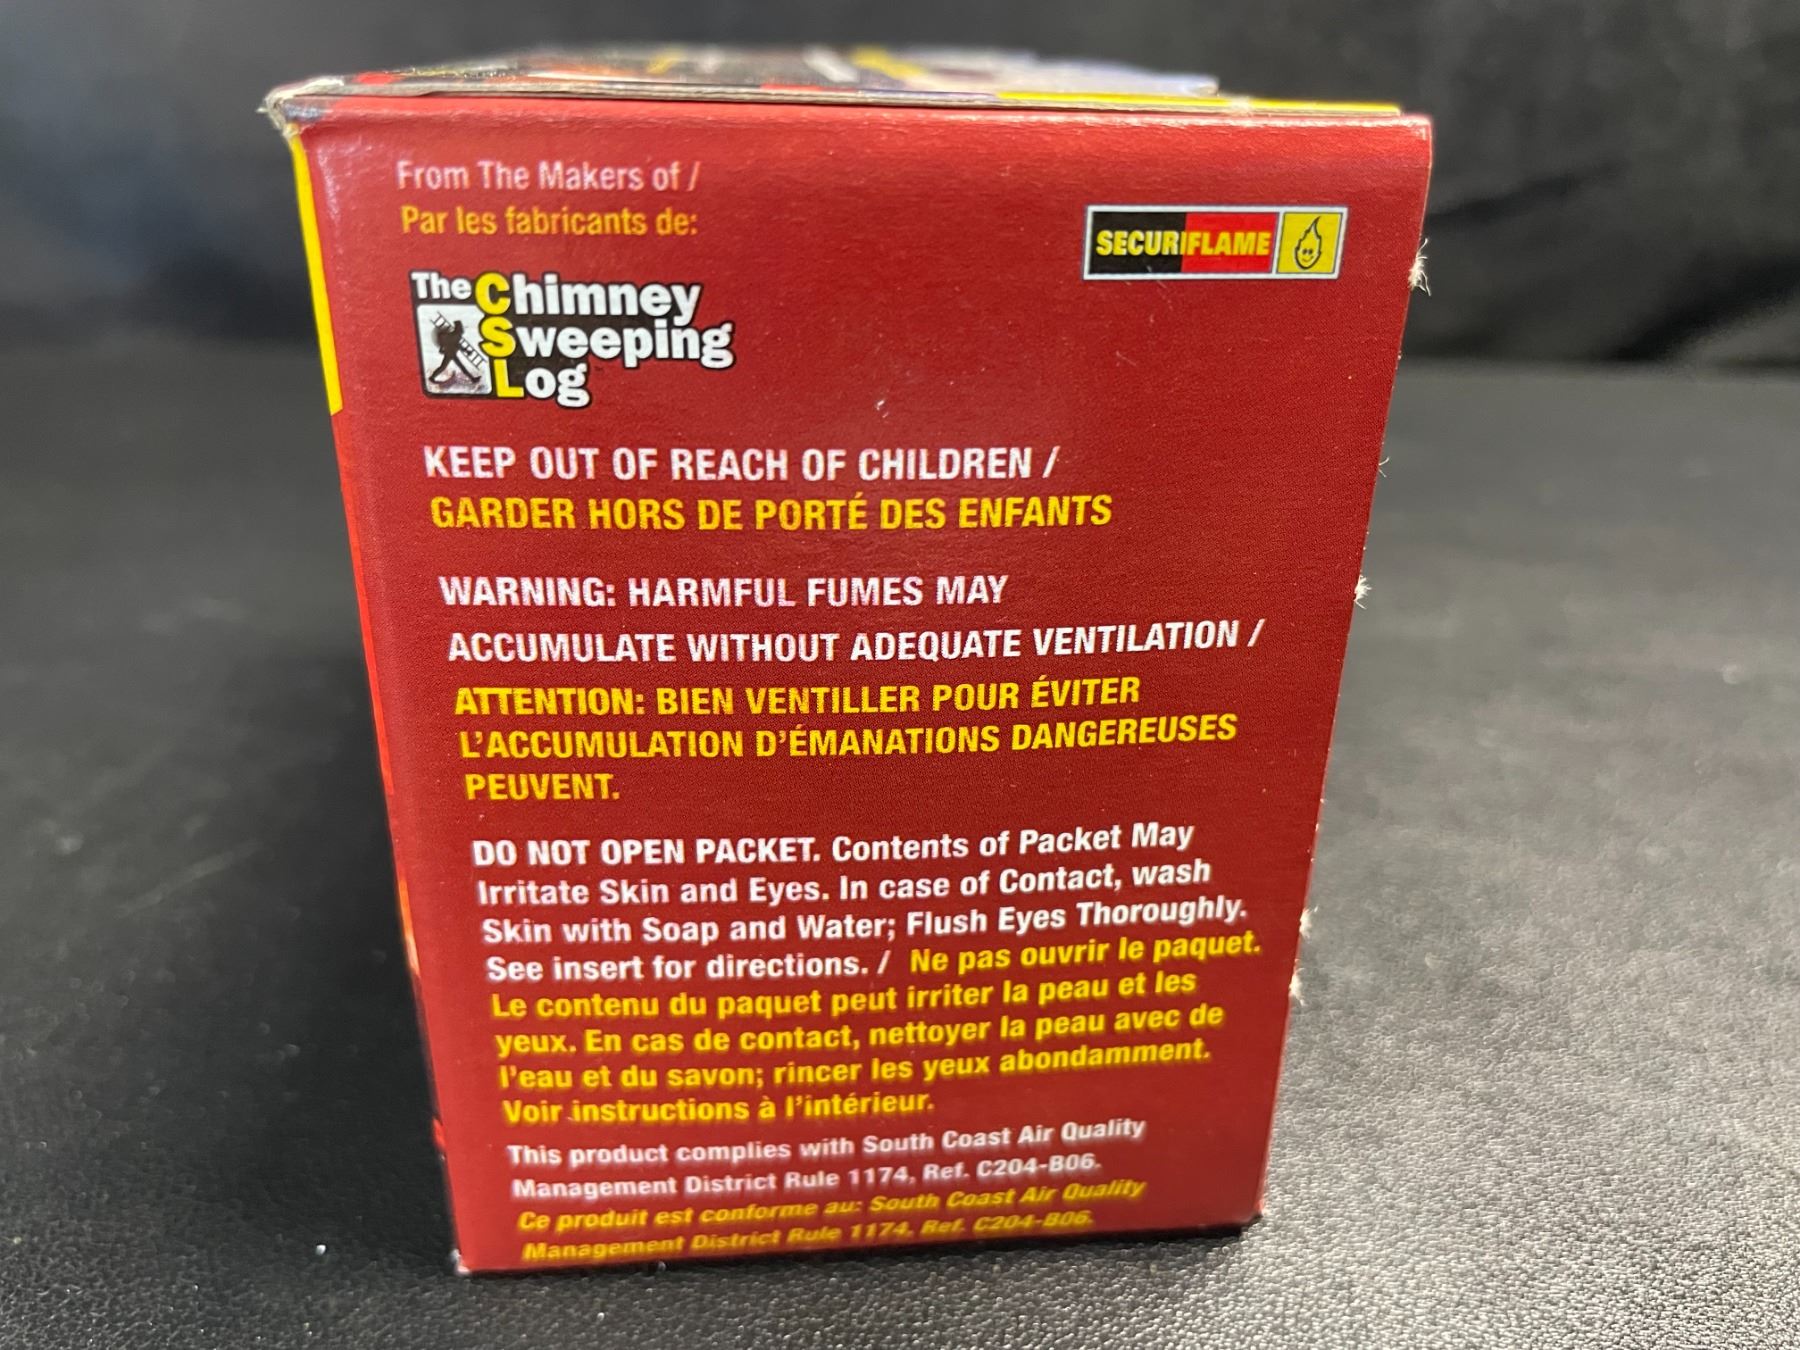 From The Makers of /
Par les fabricants de:
SECURIFLAME
The Chimney
Sweeping
Log
KEEP OUT OF REACH OF CHILDREN /
GARDER HORS DE PORTÉ DES ENFANTS
WARNING: HARMFUL FUMES MAY
ACCUMULATE WITHOUT ADEQUATE VENTILATION /
ATTENTION: BIEN VENTILLER POUR ÉVITER
L'ACCUMULATION D'ÉMANATIONS DANGEREUSES
PEUVENT.
DO NOT OPEN PACKET. Contents of Packet May
Irritate Skin and Eyes. In case of Contact, wash
Skin with Soap and Water; Flush Eyes Thoroughly.
See insert for directions. / Ne pas ouvrir le paquet.
Le contenu du paquet peut irriter la peau et les
yeux. En cas de contact, nettoyer la peau avec de
l'eau et du savon; rincer les yeux abondamment.
Voir instructions à l'intérieur.
This product complies with South Coast Air Quality
Management District Rule 1174, Ref. C204-B06.
Ce produit est conforme au: South Coast Air Quality
Management District Rule 1174, Ref. C204-B06.